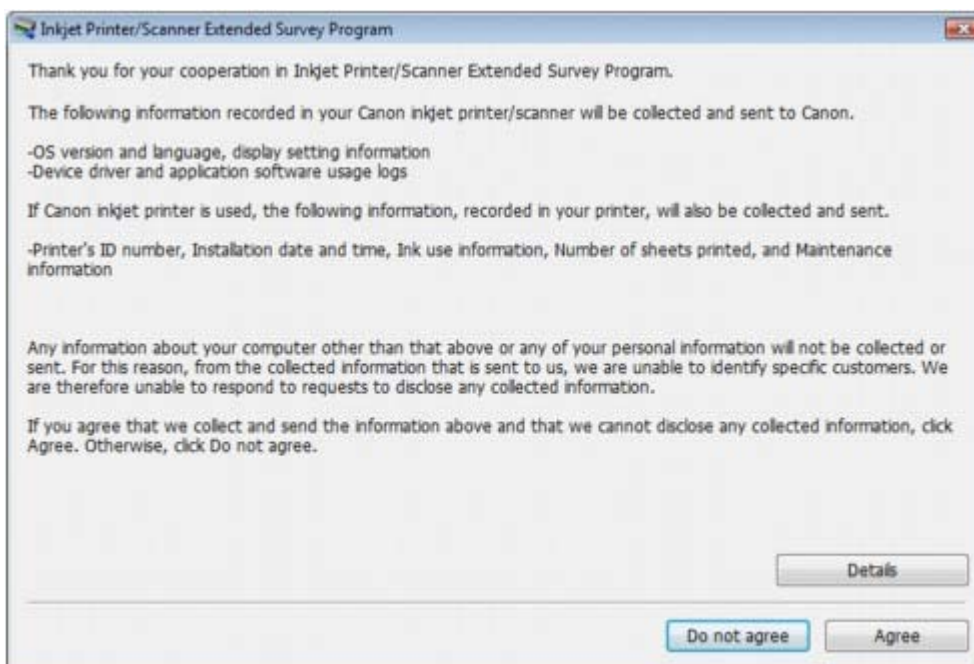 Inkjet Printer/Scanner Extended Survey Program
Thank you for your cooperation in Inkjet Printer/Scanner Extended Survey Program.
The following information recorded in your Canon inkjet printer/scanner will be collected and sent to Canon.
-OS version and language, display setting information
-Device driver and application software usage logs
If Canon inkjet printer is used, the following information, recorded in your printer, will also be collected and sent.
-Printer's ID number, Installation date and time, Ink use information, Number of sheets printed, and Maintenance
information
Any information about your computer other than that above or any of your personal information will not be collected or
sent. For this reason, from the collected information that is sent to us, we are unable to identify specific customers. We
are therefore unable to respond to requests to disclose any collected information.
If you agree that we collect and send the information above and that we cannot disclose any collected information, click
Agree. Otherwise, click Do not agree.
Details
Do not agree
Agree